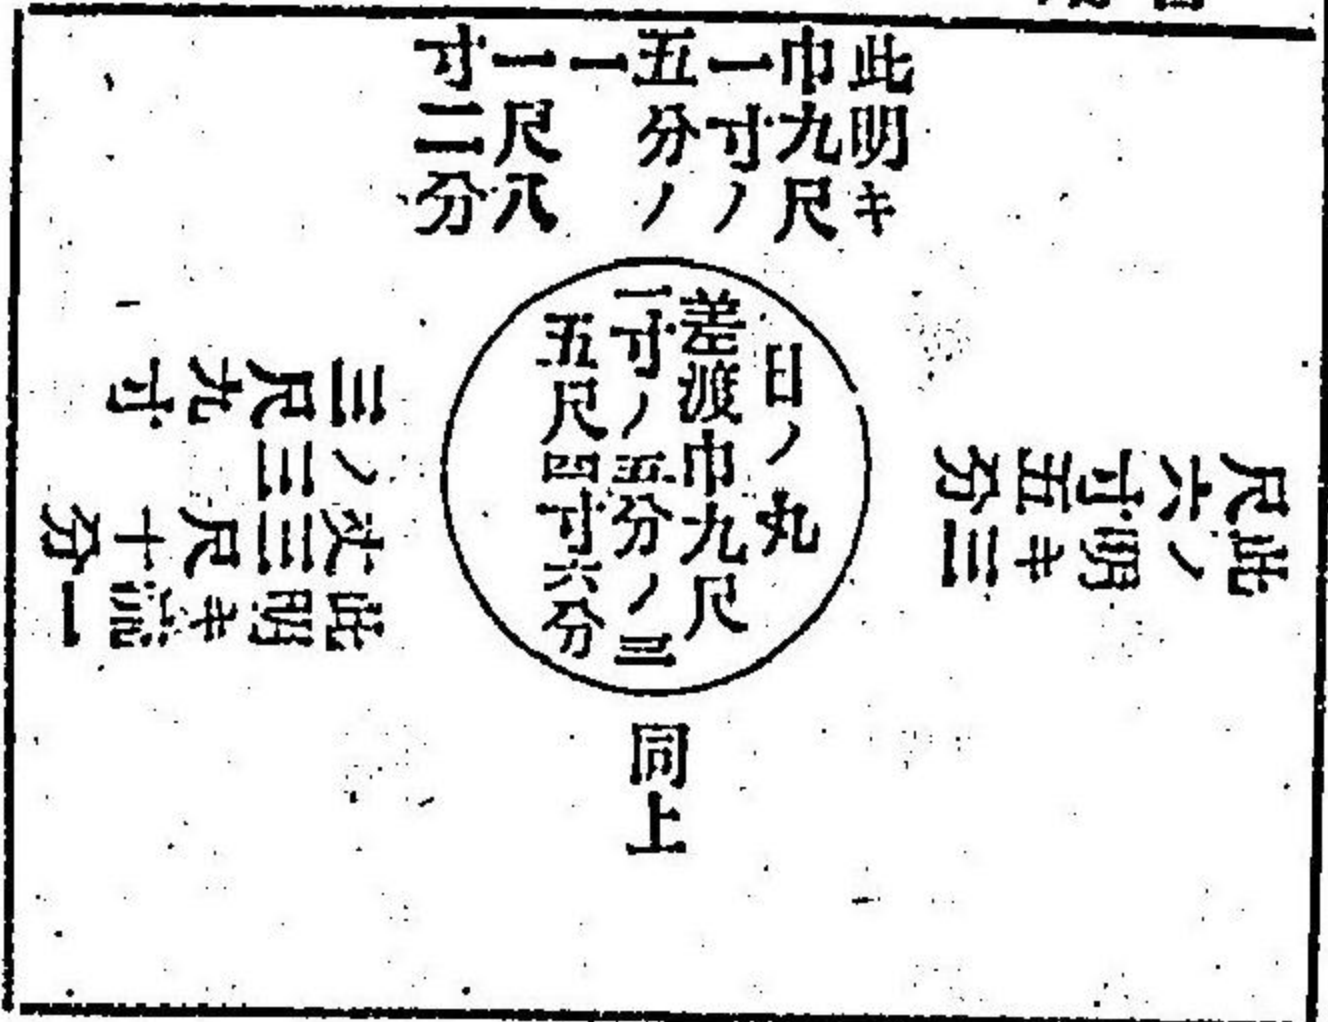 此明キ
巾九尺
一寸ノ
五分ノ
一
一尺八
寸二分
日ノ丸
差渡巾九尺
一寸ノ五分ノ三
五尺四寸六分
此ノ明キ三
尺六寸五分
此明キ流一
丈三尺十分
ノ三
三尺九寸
同上